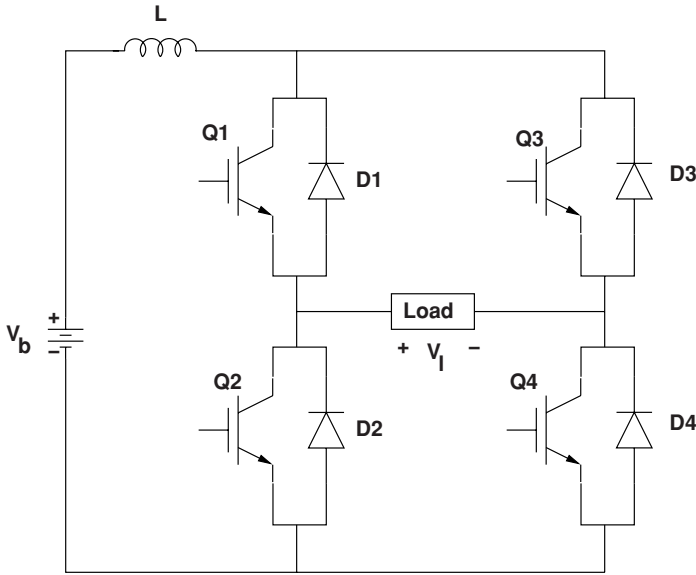 L
Q1
D1
Q3
D3
+
V_b
−
Load
+ V_l −
Q2
D2
Q4
D4